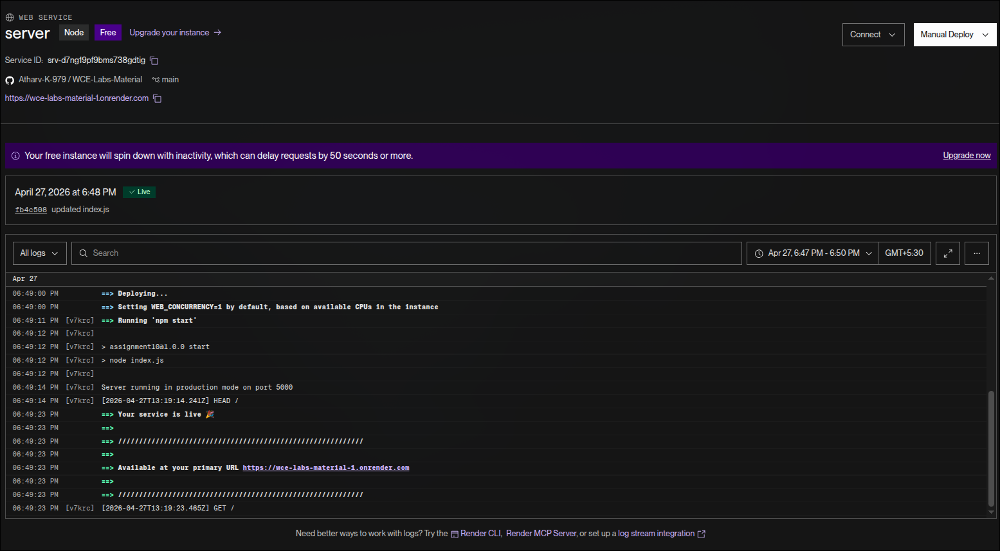 WEB SERVICE
server Node Free Upgrade your instance →
Connect Manual Deploy
Service ID: srv-d7ng19pf9bms738gdtig
Atharv-K-979 / WCE-Labs-Material main
https://wce-labs-material-1.onrender.com
Your free instance will spin down with inactivity, which can delay requests by 50 seconds or more. Upgrade now
April 27, 2026 at 6:48 PM Live
fb4c508 updated index.js
All logs Search Apr 27, 6:47 PM - 6:50 PM GMT+5:30 ...
Apr 27
06:49:00 PM ==> Deploying...
06:49:00 PM ==> Setting WEB_CONCURRENCY=1 by default, based on available CPUs in the instance
06:49:11 PM [v7krc] ==> Running 'npm start'
06:49:12 PM [v7krc]
06:49:12 PM [v7krc] > assignment10@1.0.0 start
06:49:12 PM [v7krc] > node index.js
06:49:12 PM [v7krc]
06:49:14 PM [v7krc] Server running in production mode on port 5000
06:49:14 PM [v7krc] [2026-04-27T13:19:14.241Z] HEAD /
06:49:23 PM ==> Your service is live 🎉
06:49:23 PM ==>
06:49:23 PM ==> ///////////////////////////////////////////////////////////
06:49:23 PM ==>
06:49:23 PM ==> Available at your primary URL https://wce-labs-material-1.onrender.com
06:49:23 PM ==>
06:49:23 PM ==> ///////////////////////////////////////////////////////////
06:49:23 PM [v7krc] [2026-04-27T13:19:23.465Z] GET /
Need better ways to work with logs? Try the Render CLI, Render MCP Server, or set up a log stream integration